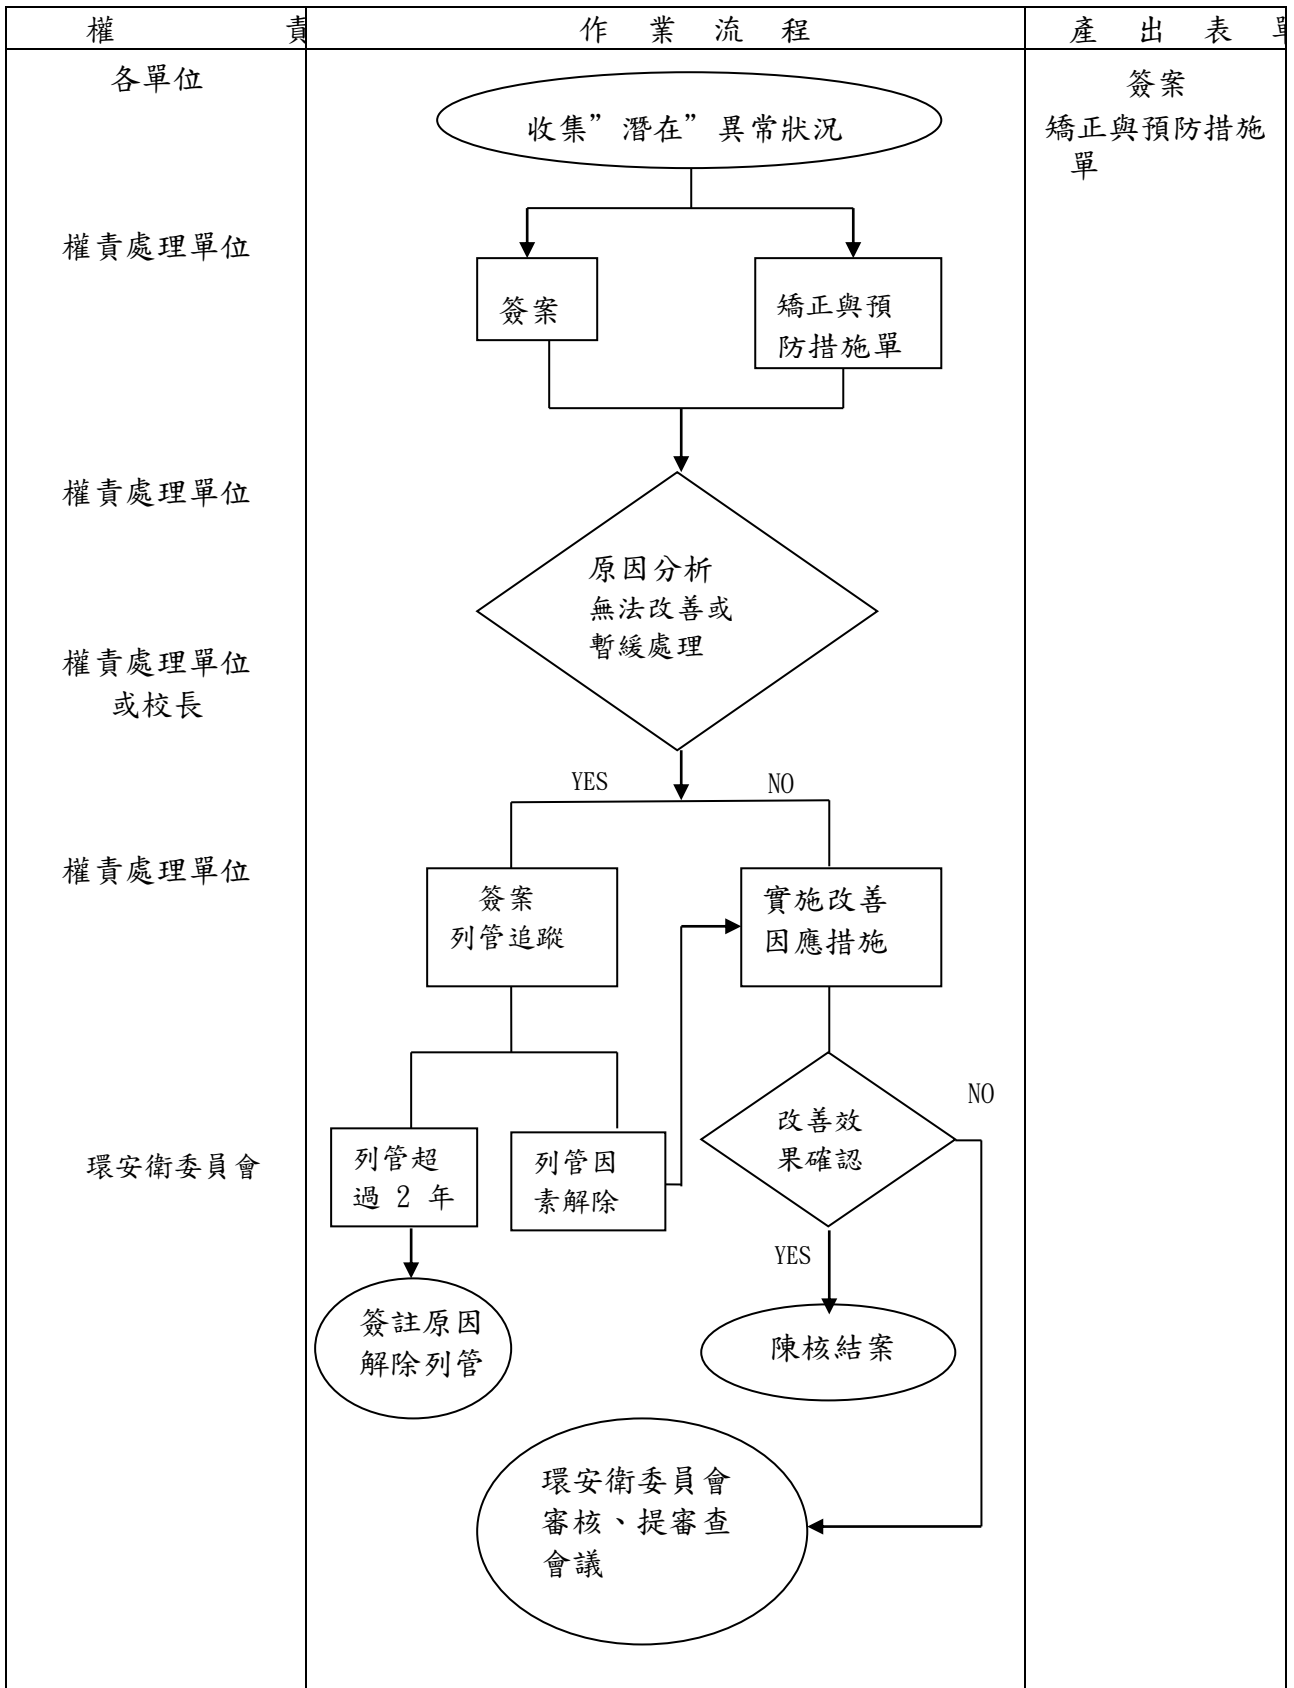 權責
作業流程
產出表單
各單位
收集”潛在”異常狀況
簽案
矯正與預防措施
單
權責處理單位
簽案
矯正與預
防措施單
權責處理單位
原因分析
無法改善或
暫緩處理
權責處理單位
或校長
YES
NO
權責處理單位
簽案
列管追蹤
實施改善
因應措施
NO
改善效
果確認
環安衛委員會
列管超
過 2 年
列管因
素解除
YES
簽註原因
解除列管
陳核結案
環安衛委員會
審核、提審查
會議